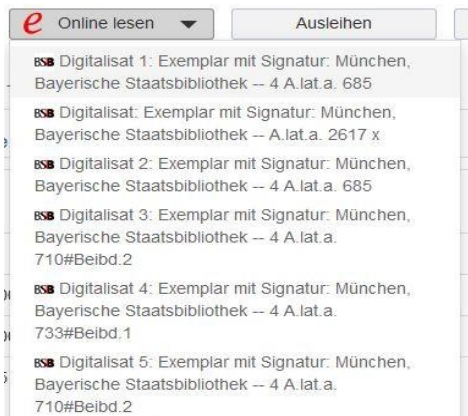 e Online lesen
Ausleihen
BSB Digitalisat 1: Exemplar mit Signatur: München,
Bayerische Staatsbibliothek -- 4 A.lat.a. 685
BSB Digitalisat: Exemplar mit Signatur: München,
Bayerische Staatsbibliothek -- A.lat.a. 2617 x
BSB Digitalisat 2: Exemplar mit Signatur: München,
Bayerische Staatsbibliothek -- 4 A.lat.a. 685
BSB Digitalisat 3: Exemplar mit Signatur: München,
Bayerische Staatsbibliothek -- 4 A.lat.a.
710#Beibd.2
BSB Digitalisat 4: Exemplar mit Signatur: München,
Bayerische Staatsbibliothek -- 4 A.lat.a.
733#Beibd.1
BSB Digitalisat 5: Exemplar mit Signatur: München,
Bayerische Staatsbibliothek -- 4 A.lat.a.
710#Beibd.2